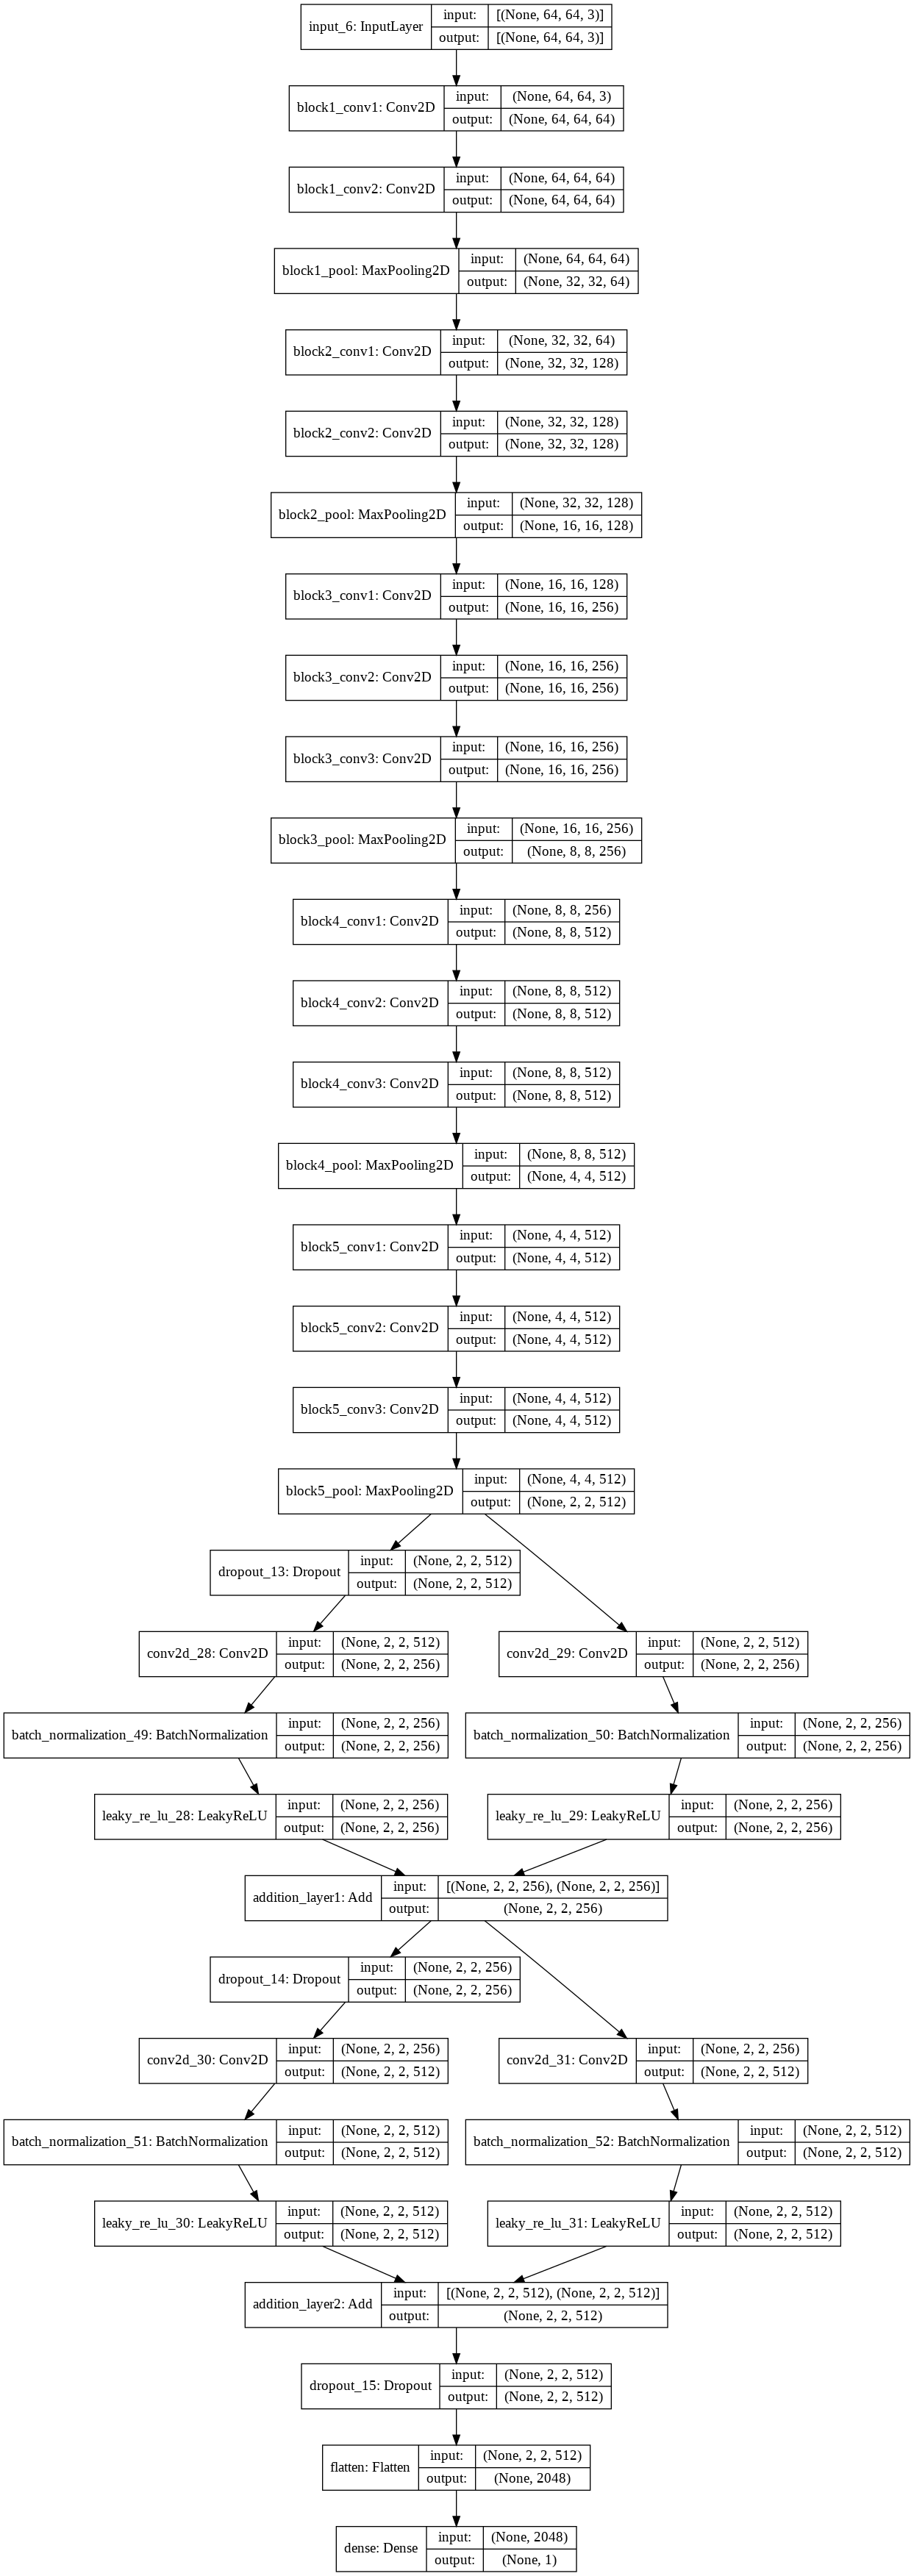 input_6: InputLayer
input: [(None, 64, 64, 3)]
output: [(None, 64, 64, 3)]
block1_conv1: Conv2D
input: (None, 64, 64, 3)
output: (None, 64, 64, 64)
block1_conv2: Conv2D
input: (None, 64, 64, 64)
output: (None, 64, 64, 64)
block1_pool: MaxPooling2D
input: (None, 64, 64, 64)
output: (None, 32, 32, 64)
block2_conv1: Conv2D
input: (None, 32, 32, 64)
output: (None, 32, 32, 128)
block2_conv2: Conv2D
input: (None, 32, 32, 128)
output: (None, 32, 32, 128)
block2_pool: MaxPooling2D
input: (None, 32, 32, 128)
output: (None, 16, 16, 128)
block3_conv1: Conv2D
input: (None, 16, 16, 128)
output: (None, 16, 16, 256)
block3_conv2: Conv2D
input: (None, 16, 16, 256)
output: (None, 16, 16, 256)
block3_conv3: Conv2D
input: (None, 16, 16, 256)
output: (None, 16, 16, 256)
block3_pool: MaxPooling2D
input: (None, 16, 16, 256)
output: (None, 8, 8, 256)
block4_conv1: Conv2D
input: (None, 8, 8, 256)
output: (None, 8, 8, 512)
block4_conv2: Conv2D
input: (None, 8, 8, 512)
output: (None, 8, 8, 512)
block4_conv3: Conv2D
input: (None, 8, 8, 512)
output: (None, 8, 8, 512)
block4_pool: MaxPooling2D
input: (None, 8, 8, 512)
output: (None, 4, 4, 512)
block5_conv1: Conv2D
input: (None, 4, 4, 512)
output: (None, 4, 4, 512)
block5_conv2: Conv2D
input: (None, 4, 4, 512)
output: (None, 4, 4, 512)
block5_conv3: Conv2D
input: (None, 4, 4, 512)
output: (None, 4, 4, 512)
block5_pool: MaxPooling2D
input: (None, 4, 4, 512)
output: (None, 2, 2, 512)
dropout_13: Dropout
input: (None, 2, 2, 512)
output: (None, 2, 2, 512)
conv2d_28: Conv2D
input: (None, 2, 2, 512)
output: (None, 2, 2, 256)
conv2d_29: Conv2D
input: (None, 2, 2, 512)
output: (None, 2, 2, 256)
batch_normalization_49: BatchNormalization
input: (None, 2, 2, 256)
output: (None, 2, 2, 256)
batch_normalization_50: BatchNormalization
input: (None, 2, 2, 256)
output: (None, 2, 2, 256)
leaky_re_lu_28: LeakyReLU
input: (None, 2, 2, 256)
output: (None, 2, 2, 256)
leaky_re_lu_29: LeakyReLU
input: (None, 2, 2, 256)
output: (None, 2, 2, 256)
addition_layer1: Add
input: [(None, 2, 2, 256), (None, 2, 2, 256)]
output: (None, 2, 2, 256)
dropout_14: Dropout
input: (None, 2, 2, 256)
output: (None, 2, 2, 256)
conv2d_30: Conv2D
input: (None, 2, 2, 256)
output: (None, 2, 2, 512)
conv2d_31: Conv2D
input: (None, 2, 2, 256)
output: (None, 2, 2, 512)
batch_normalization_51: BatchNormalization
input: (None, 2, 2, 512)
output: (None, 2, 2, 512)
batch_normalization_52: BatchNormalization
input: (None, 2, 2, 512)
output: (None, 2, 2, 512)
leaky_re_lu_30: LeakyReLU
input: (None, 2, 2, 512)
output: (None, 2, 2, 512)
leaky_re_lu_31: LeakyReLU
input: (None, 2, 2, 512)
output: (None, 2, 2, 512)
addition_layer2: Add
input: [(None, 2, 2, 512), (None, 2, 2, 512)]
output: (None, 2, 2, 512)
dropout_15: Dropout
input: (None, 2, 2, 512)
output: (None, 2, 2, 512)
flatten: Flatten
input: (None, 2, 2, 512)
output: (None, 2048)
dense: Dense
input: (None, 2048)
output: (None, 1)